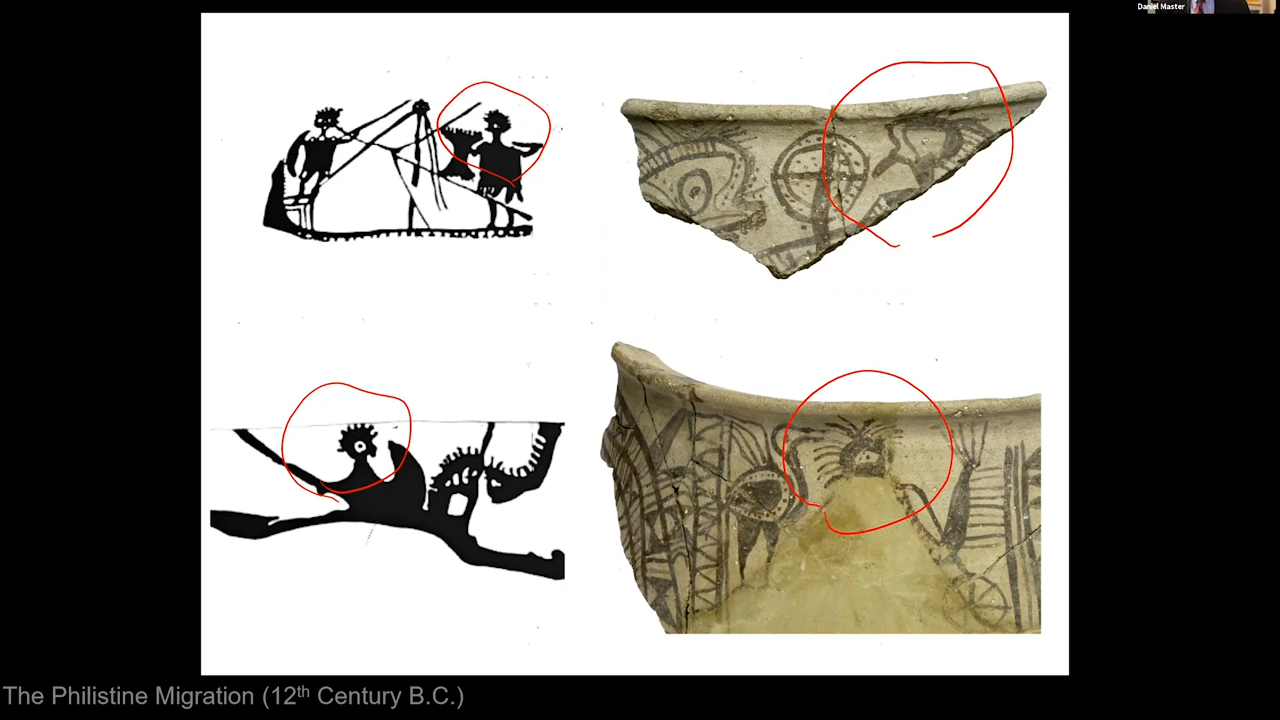 Daniel Master
The Philistine Migration (12th Century B.C.)